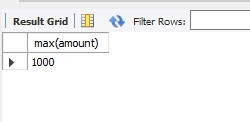 Result Grid Filter Rows:
max(amount)
1000